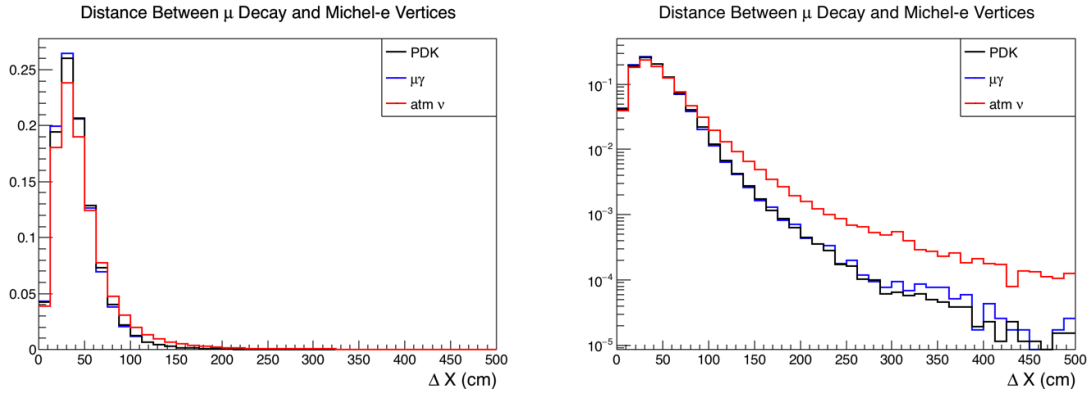 Distance Between μ Decay and Michel-e Vertices
PDK
μγ
atm ν
0.25
0.2
0.15
0.1
0.05
0
0 50 100 150 200 250 300 350 400 450 500
Δ X (cm)
Distance Between μ Decay and Michel-e Vertices
PDK
μγ
atm ν
10⁻¹
10⁻²
10⁻³
10⁻⁴
10⁻⁵
0 50 100 150 200 250 300 350 400 450 500
Δ X (cm)